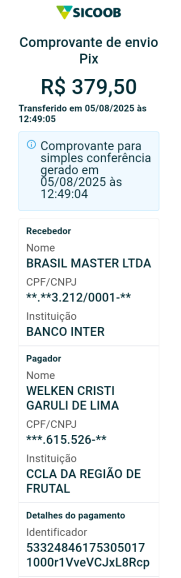 SICOOB
Comprovante de envio
Pix
R$ 379,50
Transferido em 05/08/2025 às
12:49:05
Comprovante para
simples conferência
gerado em
05/08/2025 às
12:49:04
Recebedor
Nome
BRASIL MASTER LTDA
CPF/CNPJ
**.**3.212/0001-**
Instituição
BANCO INTER
Pagador
Nome
WELKEN CRISTI
GARULI DE LIMA
CPF/CNPJ
***.615.526-**
Instituição
CCLA DA REGIÃO DE
FRUTAL
Detalhes do pagamento
Identificador
53324846175305017
1000r1VveVCJxL8Rcp